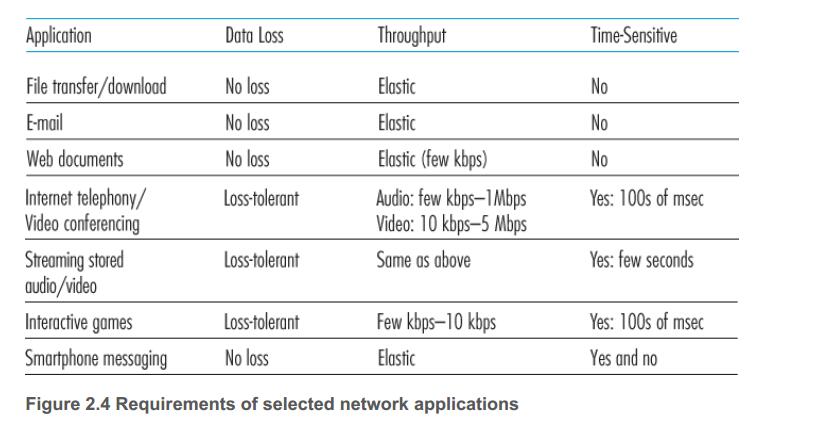 Application Data Loss Throughput Time-Sensitive
File transfer/download No loss Elastic No
E-mail No loss Elastic No
Web documents No loss Elastic (few kbps) No
Internet telephony/ Loss-tolerant Audio: few kbps–1Mbps Yes: 100s of msec
Video conferencing Video: 10 kbps–5 Mbps
Streaming stored Loss-tolerant Same as above Yes: few seconds
audio/video
Interactive games Loss-tolerant Few kbps–10 kbps Yes: 100s of msec
Smartphone messaging No loss Elastic Yes and no
Figure 2.4 Requirements of selected network applications